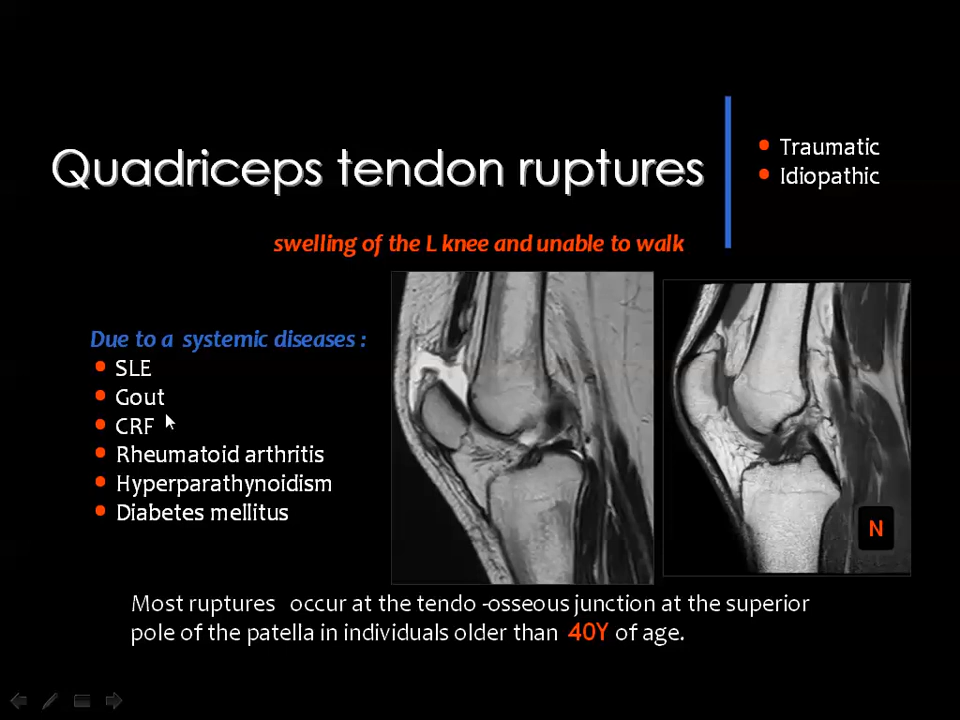 Quadriceps tendon ruptures
• Traumatic
• Idiopathic
swelling of the L knee and unable to walk
Due to a systemic diseases :
• SLE
• Gout
• CRF
• Rheumatoid arthritis
• Hyperparathynoidism
• Diabetes mellitus
N
Most ruptures occur at the tendo -osseous junction at the superior
pole of the patella in individuals older than 40Y of age.